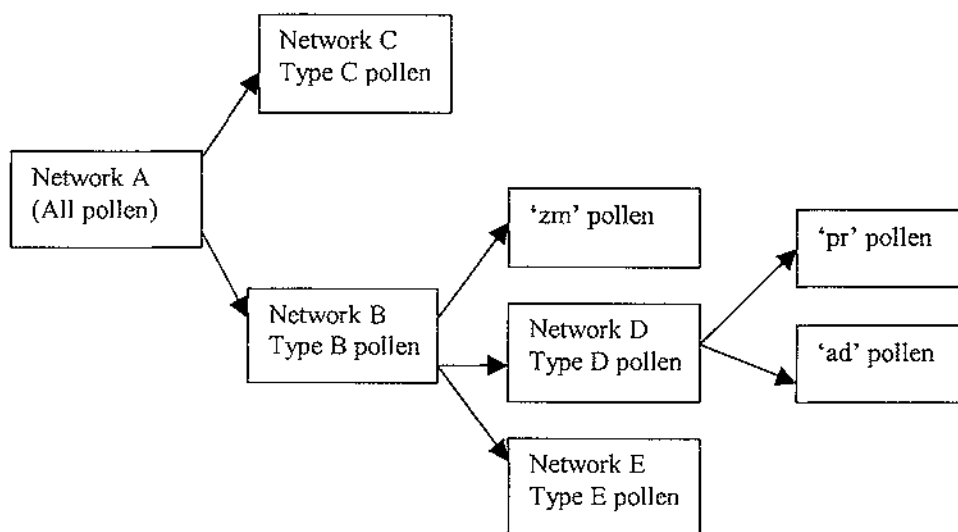 Network C
Type C pollen
Network A
(All pollen)
‘zm’ pollen
‘pr’ pollen
Network B
Type B pollen
Network D
Type D pollen
‘ad’ pollen
Network E
Type E pollen